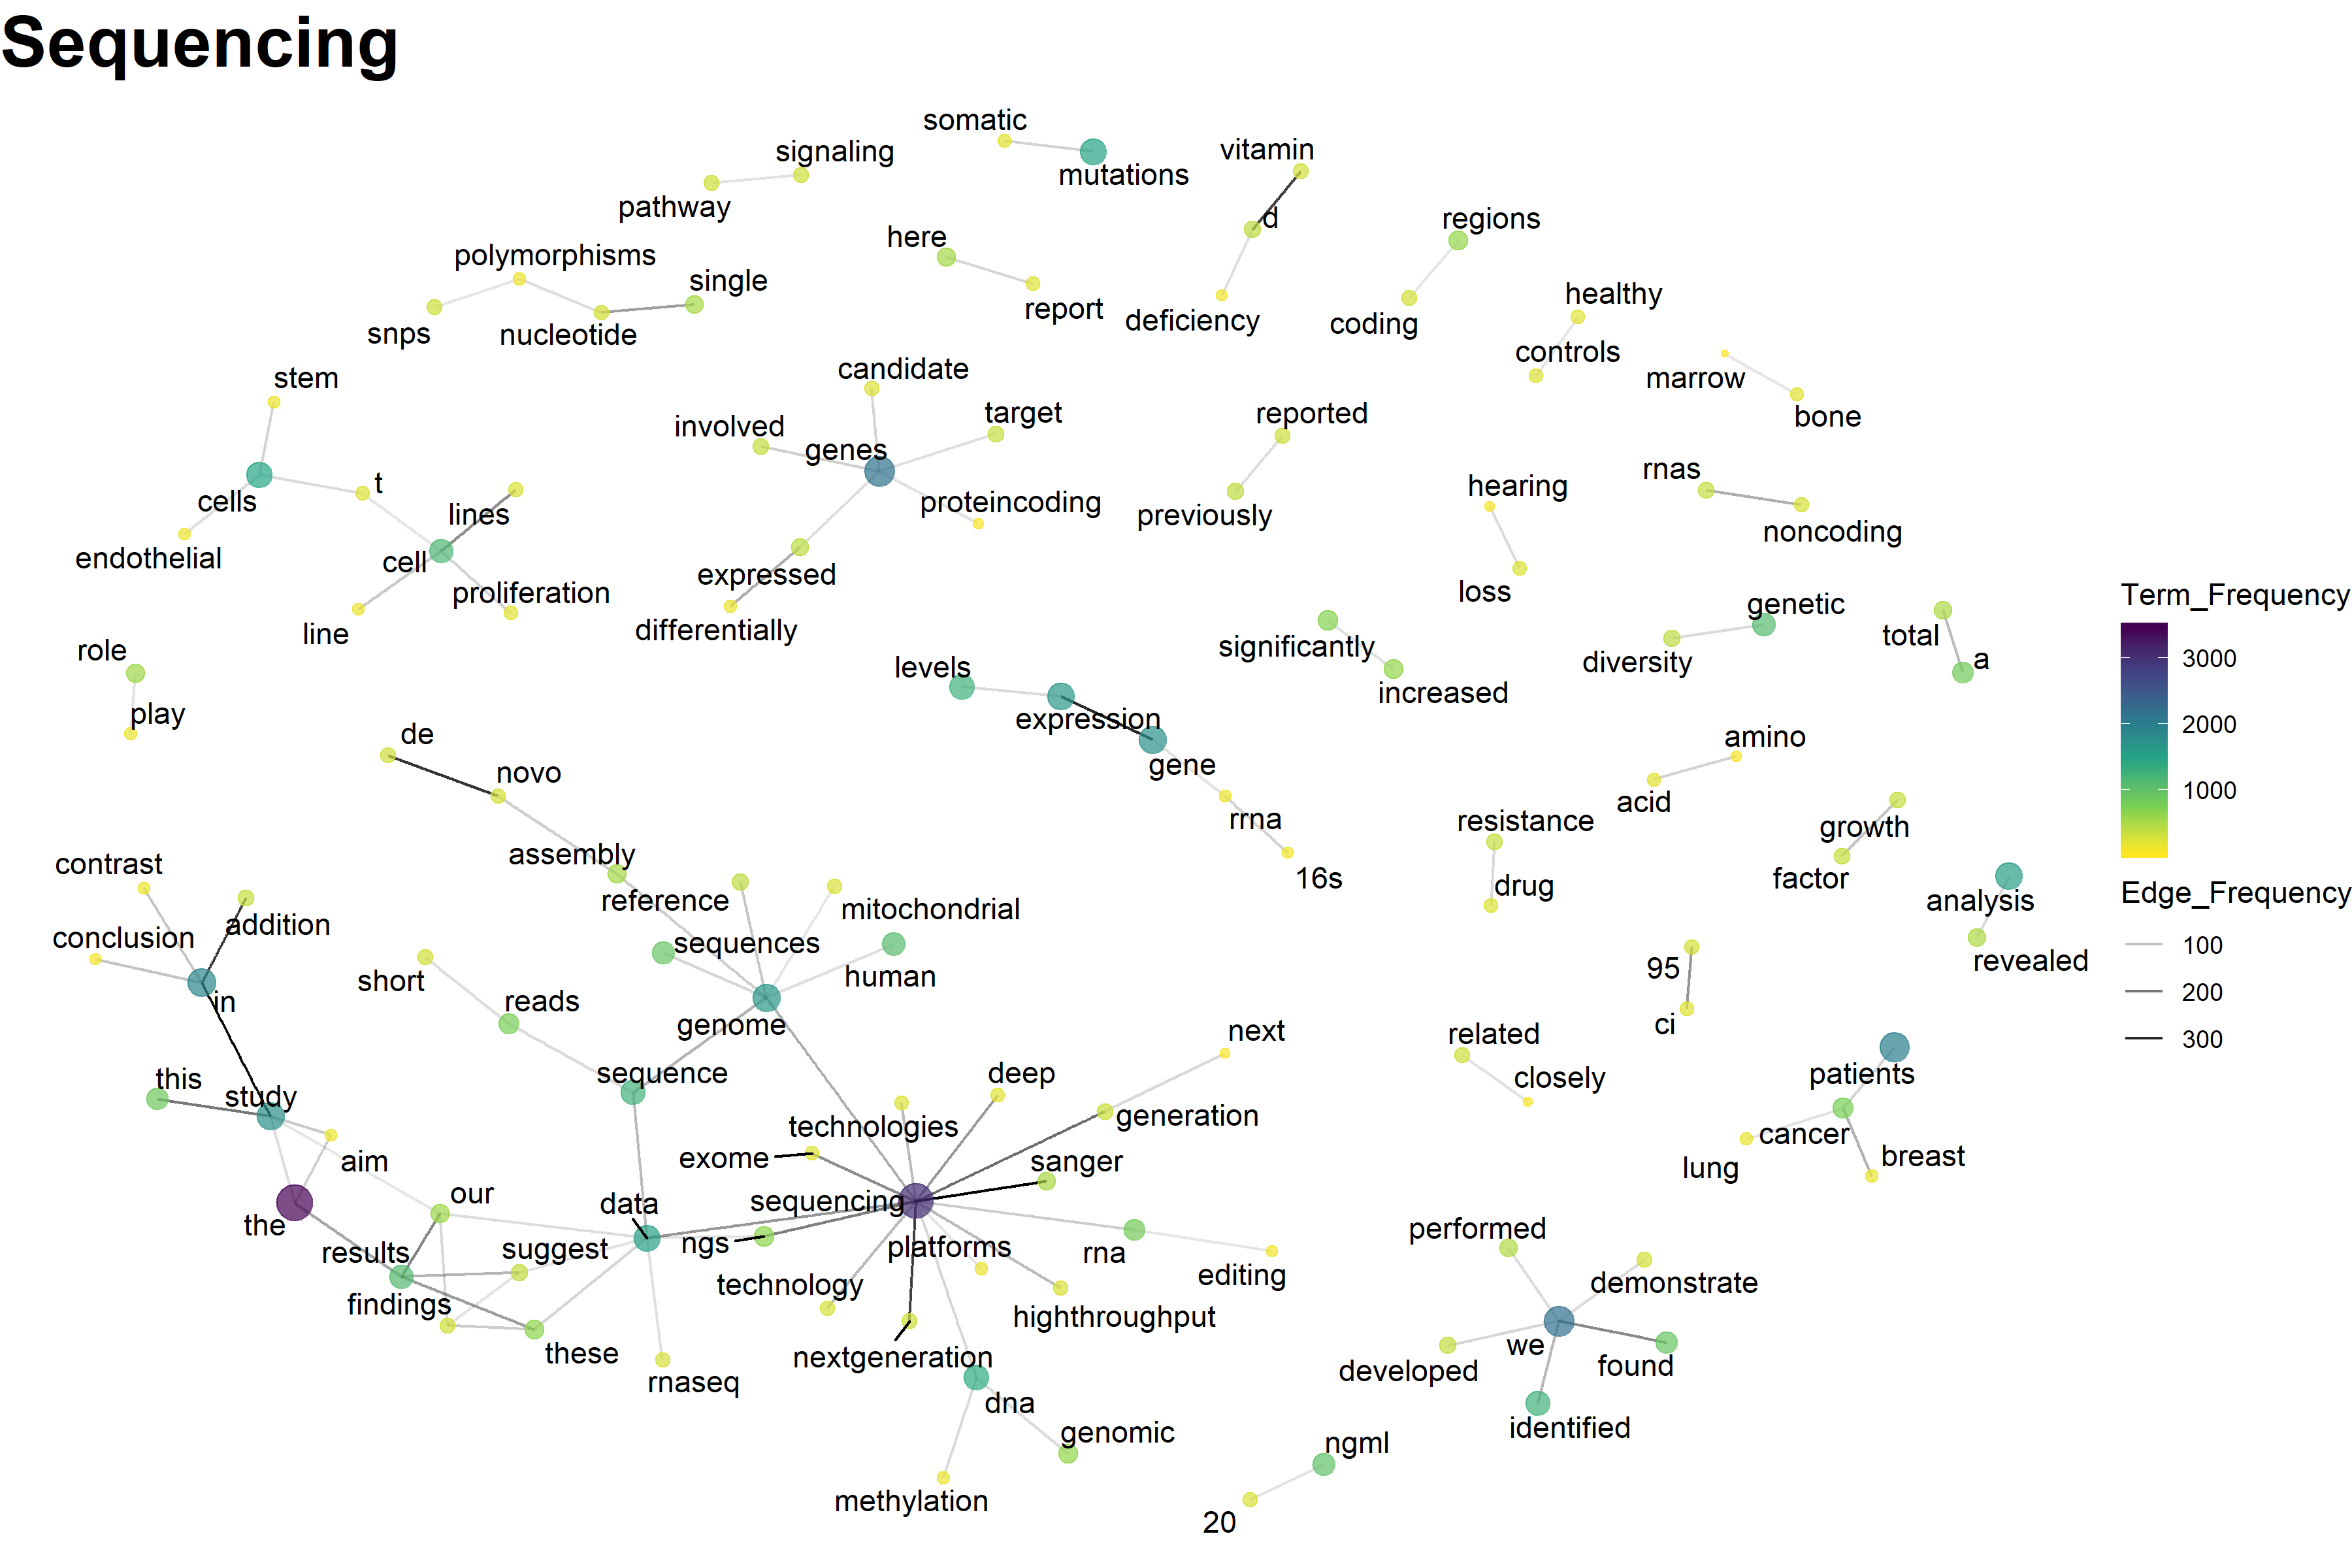 Sequencing
somatic
signaling
vitamin
mutations
pathway
d
regions
here
polymorphisms
single
healthy
report
deficiency
coding
snps
nucleotide
controls
stem
candidate
marrow
target
reported
bone
involved
genes
rnas
t
hearing
cells
lines
proteincoding
previously
noncoding
endothelial
cell
expressed
proliferation
loss
Term_Frequency
genetic
line
differentially
total
role
significantly
diversity
a
3000
levels
increased
play
expression
2000
de
amino
novo
gene
1000
acid
rrna
resistance
growth
assembly
contrast
16s
factor
drug
Edge_Frequency
reference
analysis
mitochondrial
addition
conclusion
sequences
100
revealed
95
human
short
in
reads
200
genome
ci
next
related
300
sequence
deep
patients
this
study
closely
generation
technologies
cancer
exome
sanger
breast
aim
lung
our
data
sequencing
the
performed
results
suggest
ngs
platforms
rna
editing
technology
demonstrate
findings
highthroughput
we
these
nextgeneration
found
developed
rnaseq
dna
identified
genomic
ngml
methylation
20